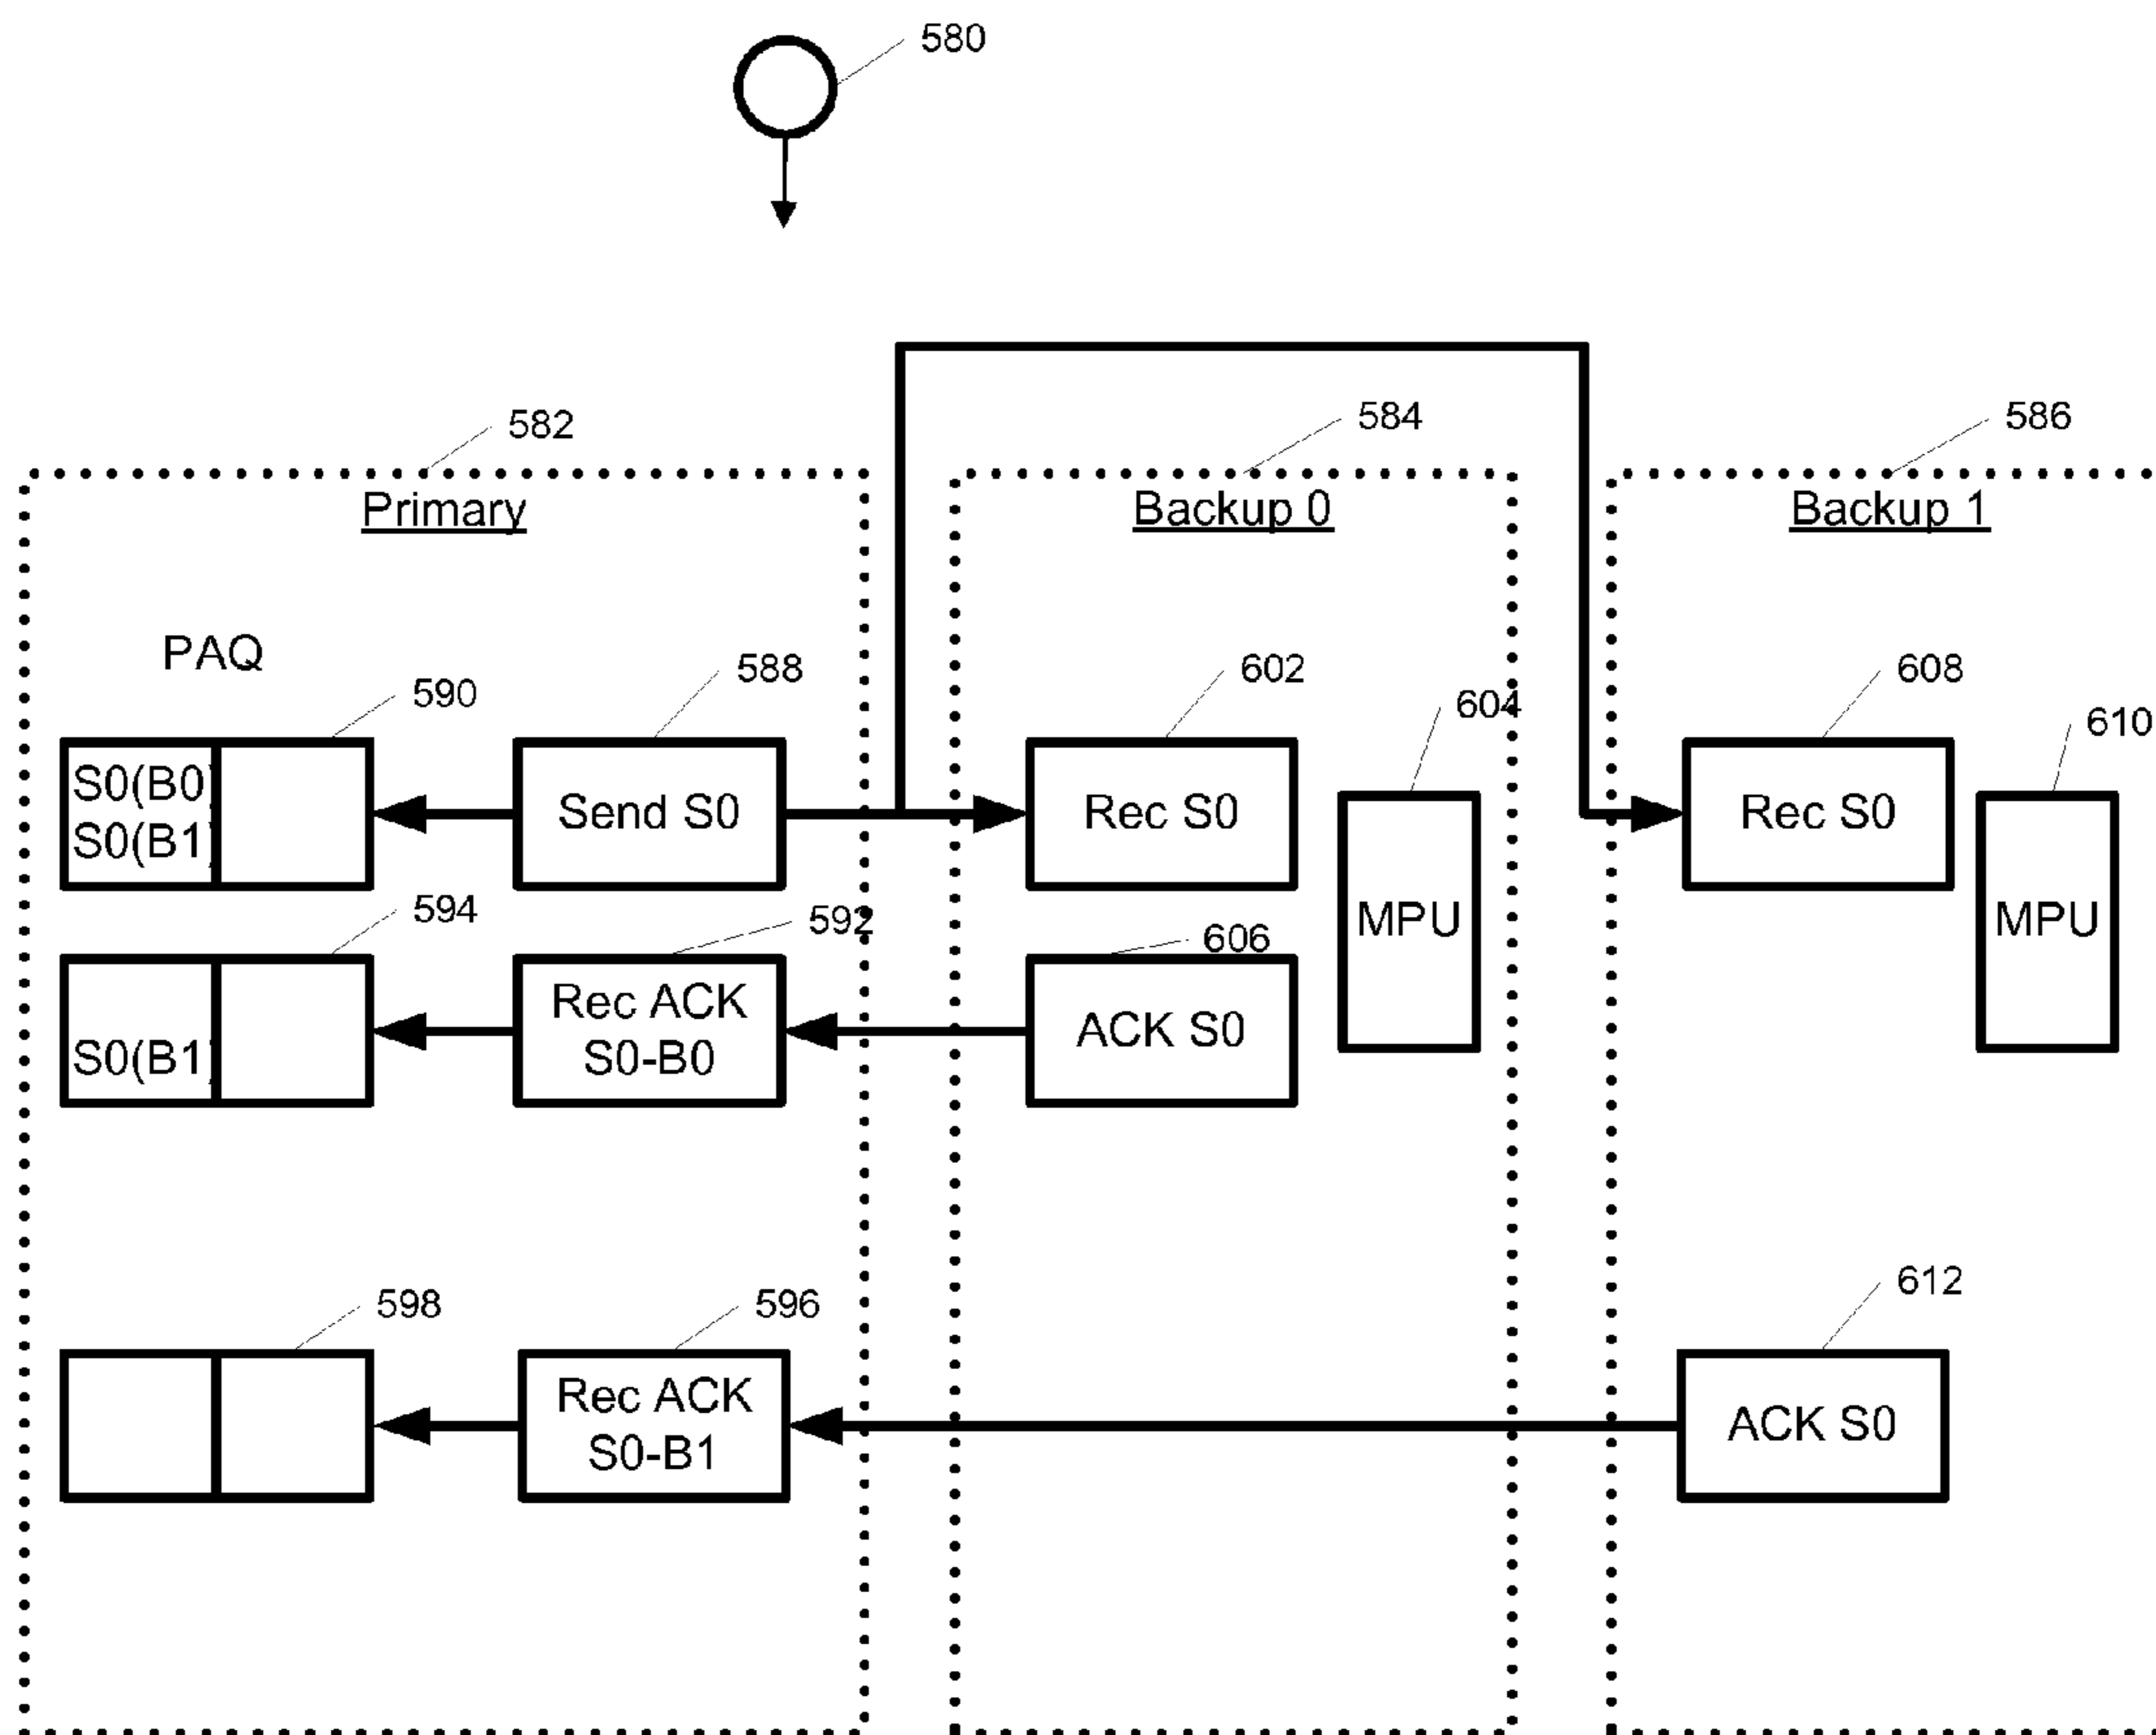 580
582
584
586
Primary
Backup 0
Backup 1
PAQ
590
588
602
604
608
610
S0(B0)
S0(B1)
Send S0
Rec S0
Rec S0
MPU
MPU
594
592
606
S0(B1)
Rec ACK
S0-B0
ACK S0
598
596
612
Rec ACK
S0-B1
ACK S0